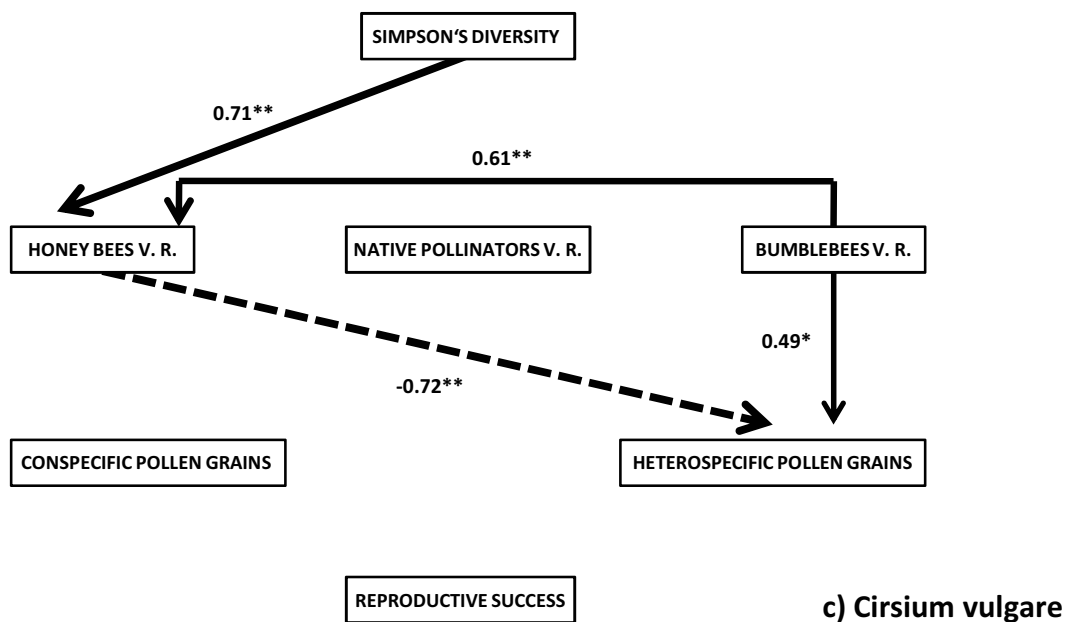 SIMPSON‘S DIVERSITY
0.71**
0.61**
HONEY BEES V. R.
NATIVE POLLINATORS V. R.
BUMBLEBEES V. R.
0.49*
-0.72**
CONSPECIFIC POLLEN GRAINS
HETEROSPECIFIC POLLEN GRAINS
REPRODUCTIVE SUCCESS
c) Cirsium vulgare